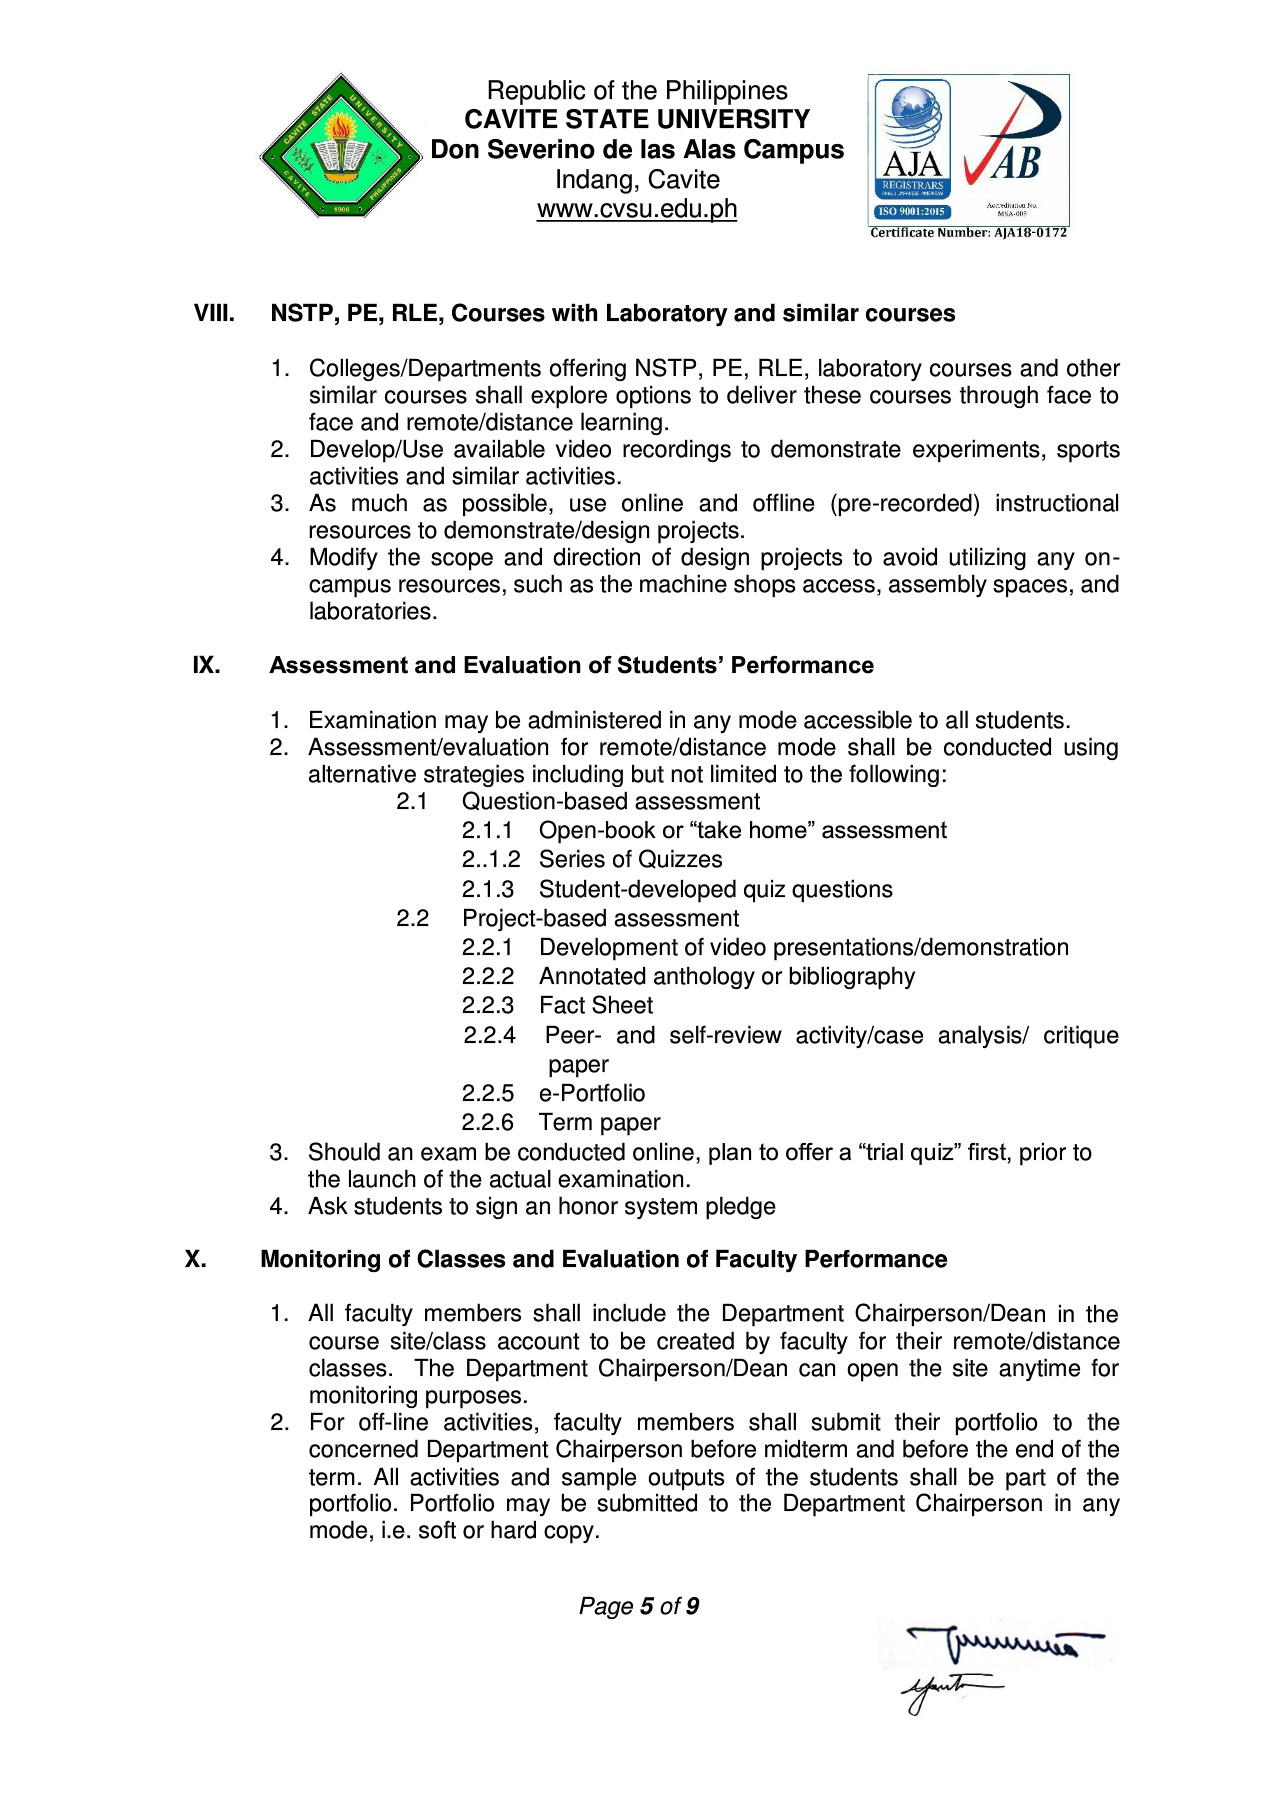 Republic of the Philippines
CAVITE STATE UNIVERSITY
Don Severino de las Alas Campus
Indang, Cavite
www.cvsu.edu.ph
CAVITE STATE UNIVERSITY
CAVITE
1906
PHILIPPINES
AJA
REGISTRARS
ANGLO JAPANESE AMERICAN
ISO 9001:2015
PAB
Accreditation No.
MSA-005
Certificate Number: AJA18-0172
VIII. NSTP, PE, RLE, Courses with Laboratory and similar courses
1. Colleges/Departments offering NSTP, PE, RLE, laboratory courses and other
similar courses shall explore options to deliver these courses through face to
face and remote/distance learning.
2. Develop/Use available video recordings to demonstrate experiments, sports
activities and similar activities.
3. As much as possible, use online and offline (pre-recorded) instructional
resources to demonstrate/design projects.
4. Modify the scope and direction of design projects to avoid utilizing any on-
campus resources, such as the machine shops access, assembly spaces, and
laboratories.
IX. Assessment and Evaluation of Students’ Performance
1. Examination may be administered in any mode accessible to all students.
2. Assessment/evaluation for remote/distance mode shall be conducted using
alternative strategies including but not limited to the following:
2.1 Question-based assessment
2.1.1 Open-book or “take home” assessment
2..1.2 Series of Quizzes
2.1.3 Student-developed quiz questions
2.2 Project-based assessment
2.2.1 Development of video presentations/demonstration
2.2.2 Annotated anthology or bibliography
2.2.3 Fact Sheet
2.2.4 Peer- and self-review activity/case analysis/ critique
paper
2.2.5 e-Portfolio
2.2.6 Term paper
3. Should an exam be conducted online, plan to offer a “trial quiz” first, prior to
the launch of the actual examination.
4. Ask students to sign an honor system pledge
X. Monitoring of Classes and Evaluation of Faculty Performance
1. All faculty members shall include the Department Chairperson/Dean in the
course site/class account to be created by faculty for their remote/distance
classes. The Department Chairperson/Dean can open the site anytime for
monitoring purposes.
2. For off-line activities, faculty members shall submit their portfolio to the
concerned Department Chairperson before midterm and before the end of the
term. All activities and sample outputs of the students shall be part of the
portfolio. Portfolio may be submitted to the Department Chairperson in any
mode, i.e. soft or hard copy.
Page 5 of 9